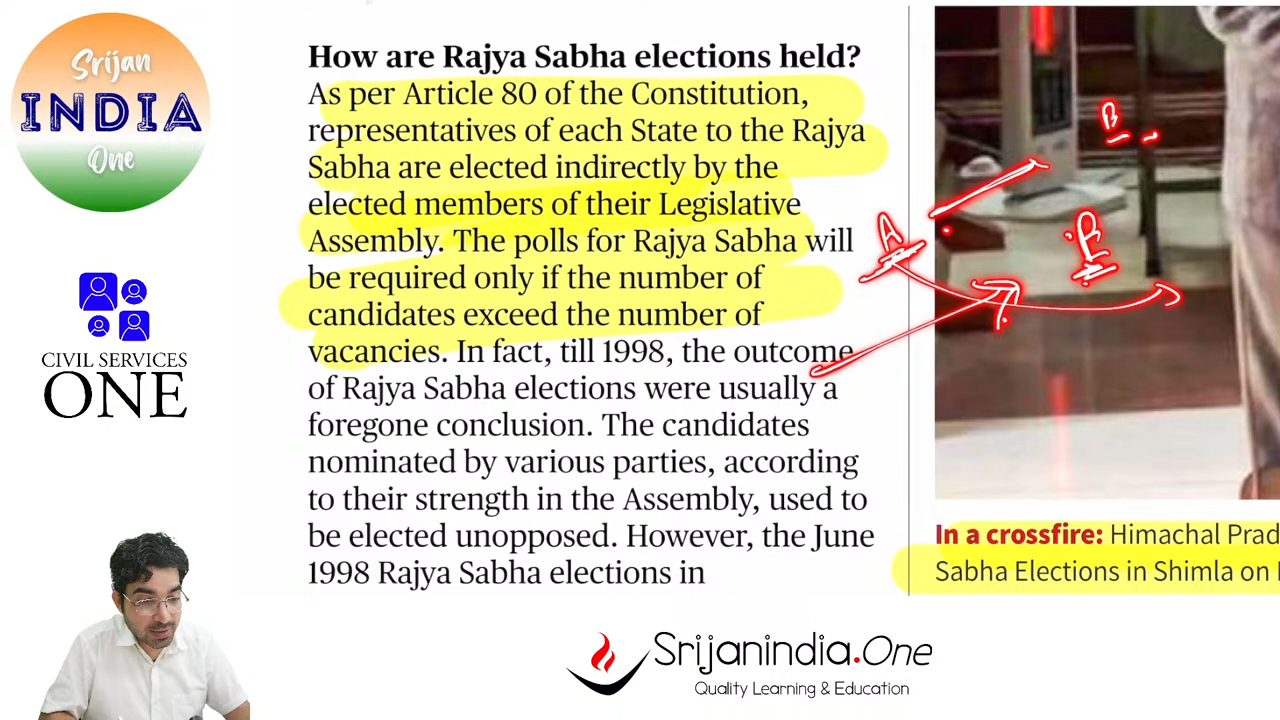 Srijan
INDIA
One
CIVIL SERVICES
ONE
How are Rajya Sabha elections held?
As per Article 80 of the Constitution,
representatives of each State to the Rajya
Sabha are elected indirectly by the
elected members of their Legislative
Assembly. The polls for Rajya Sabha will
be required only if the number of
candidates exceed the number of
vacancies. In fact, till 1998, the outcome
of Rajya Sabha elections were usually a
foregone conclusion. The candidates
nominated by various parties, according
to their strength in the Assembly, used to
be elected unopposed. However, the June
1998 Rajya Sabha elections in
B
A
In a crossfire: Himachal Prad
Sabha Elections in Shimla on
Srijanindia.One
Quality Learning & Education